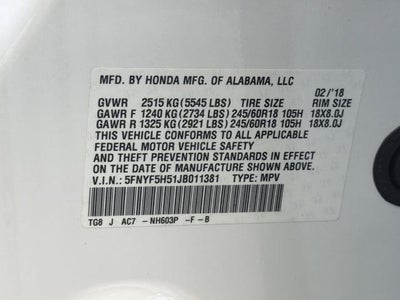 MFD. BY HONDA MFG. OF ALABAMA, LLC
02/'18
GVWR 2515 KG (5545 LBS) TIRE SIZE RIM SIZE
GAWR F 1240 KG (2734 LBS) 245/60R18 105H 18X8.0J
GAWR R 1325 KG (2921 LBS) 245/60R18 105H 18X8.0J
THIS VEHICLE CONFORMS TO ALL APPLICABLE
FEDERAL MOTOR VEHICLE SAFETY STANDARDS IN
EFFECT ON THE DATE OF MANUFACTURE SHOWN ABOVE.
V.I.N.: 5FNYF5H51JB011381 TYPE: MPV
TG8 J AC7 -NH603P -F -B